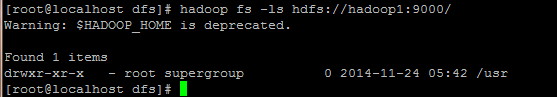 [root@localhost dfs]# hadoop fs -ls hdfs://hadoop1:9000/
Warning: $HADOOP_HOME is deprecated.
Found 1 items
drwxr-xr-x   - root supergroup          0 2014-11-24 05:42 /usr
[root@localhost dfs]#